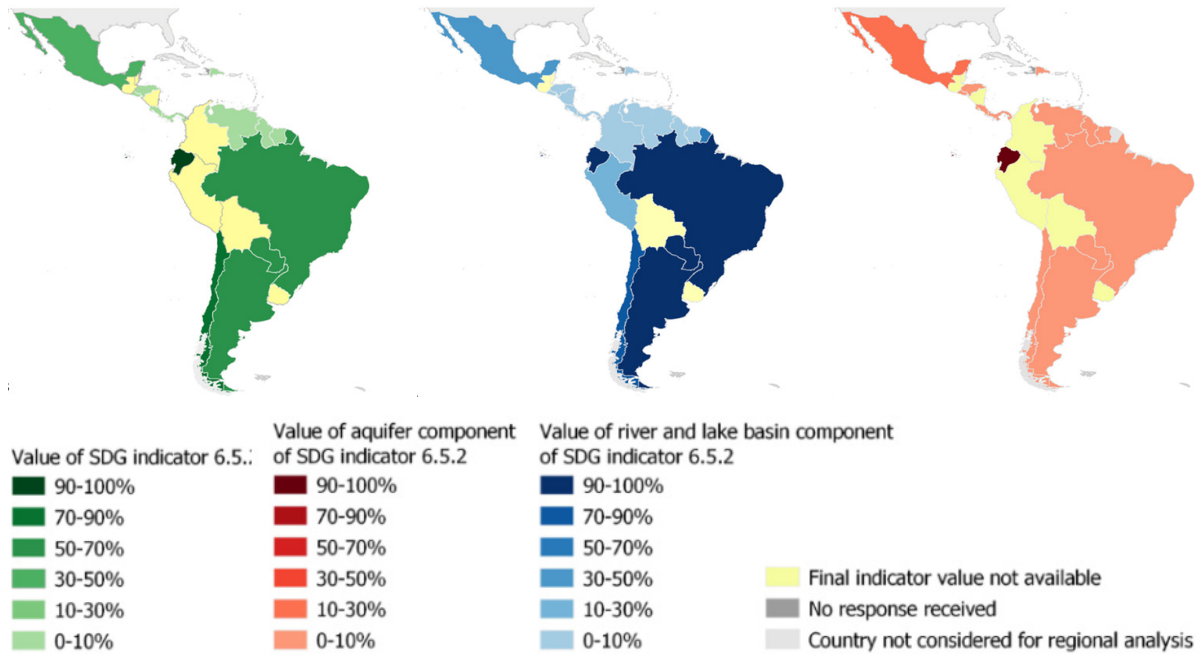 Value of SDG indicator 6.5.2
90-100%
70-90%
50-70%
30-50%
10-30%
0-10%
Value of aquifer component
of SDG indicator 6.5.2
90-100%
70-90%
50-70%
30-50%
10-30%
0-10%
Value of river and lake basin component
of SDG indicator 6.5.2
90-100%
70-90%
50-70%
30-50%
10-30%
0-10%
Final indicator value not available
No response received
Country not considered for regional analysis